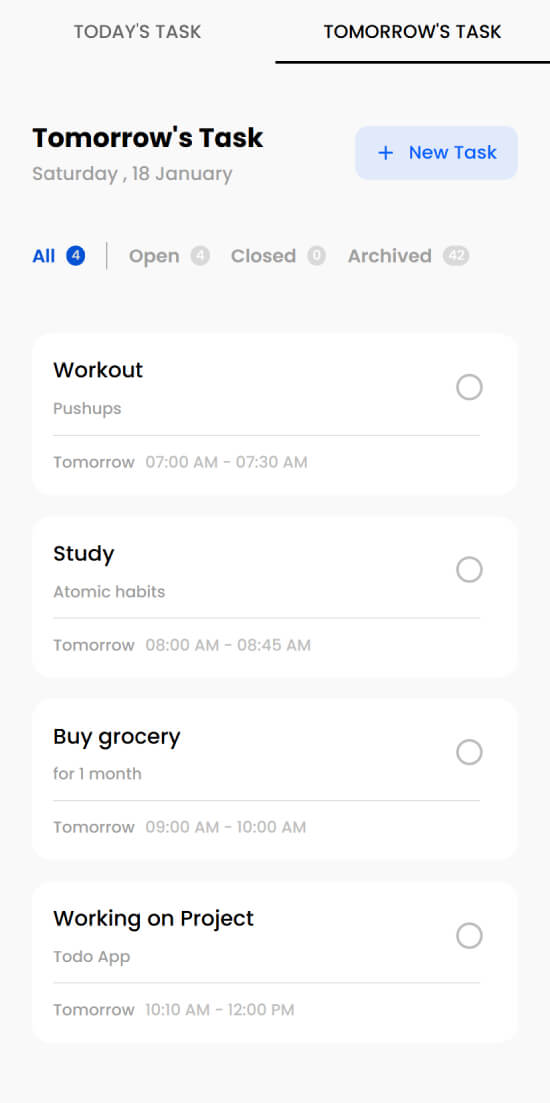 TODAY'S TASK TOMORROW'S TASK
Tomorrow's Task
Saturday , 18 January
+ New Task
All 4 | Open 4 Closed 0 Archived 42
Workout
Pushups
Tomorrow 07:00 AM - 07:30 AM
Study
Atomic habits
Tomorrow 08:00 AM - 08:45 AM
Buy grocery
for 1 month
Tomorrow 09:00 AM - 10:00 AM
Working on Project
Todo App
Tomorrow 10:10 AM - 12:00 PM